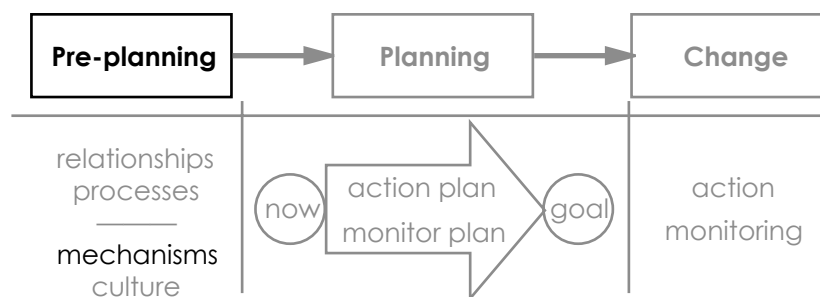 Pre-planning
Planning
Change
relationships
processes
mechanisms
culture
now
action plan
monitor plan
goal
action
monitoring